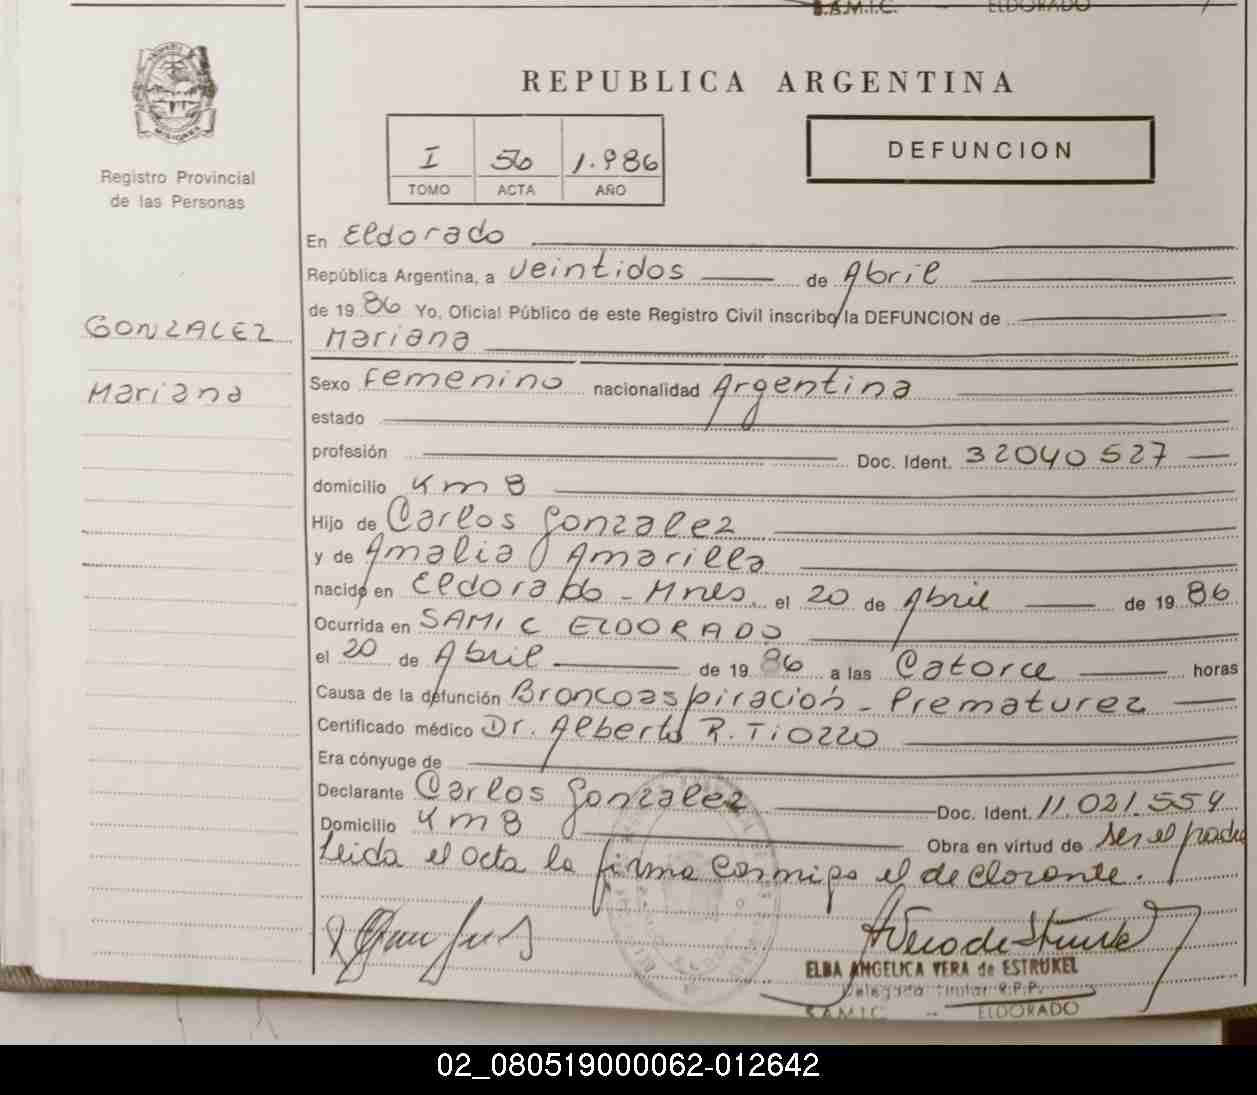 S.A.M.I.C. - ELDORADO
REPUBLICA ARGENTINA
I 56 1.986
TOMO ACTA AÑO
DEFUNCION
Registro Provincial
de las Personas
GONZALEZ
Mariana
En Eldorado
República Argentina, a veintidos de Abril
de 19 86 Yo, Oficial Público de este Registro Civil inscribo la DEFUNCION de
Mariana
Sexo Femenino nacionalidad Argentina
estado
profesión Doc. Ident. 32040527
domicilio Km 8
Hijo de Carlos Gonzalez
y de Amalia Amarilla
nacido en Eldorado - Mnes. el 20 de Abril de 19 86
Ocurrida en SAMIC ELDORADO
el 20 de Abril de 19 86 a las Catorce horas
Causa de la defunción Broncoaspiración - Prematurez
Certificado médico Dr. Alberto R. Tiozzo
Era cónyuge de
Declarante Carlos Gonzalez Doc. Ident. 11.021.554
Domicilio Km 8 Obra en virtud de ser el padre
Leida el acta la firma conmigo el declarante.
ELBA ANGELICA VERA de ESTRUKEL
Delegada Titular R.P.P.
S.A.M.I.C. - ELDORADO
02_080519000062-012642